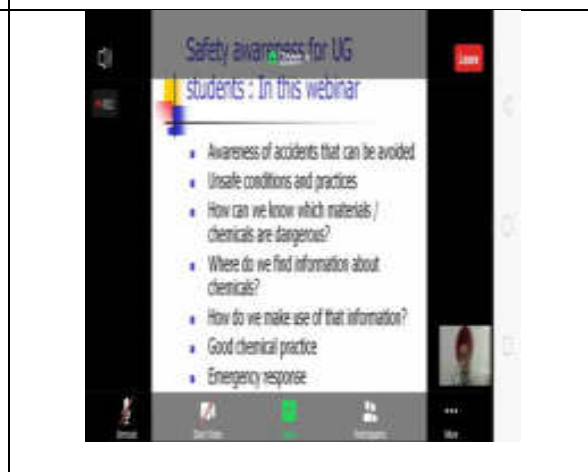 Safety awareness for UG
Leave
students : In this webinar
Awareness of accidents that can be avoided
Unsafe conditions and practices
How can we know which materials /
chemicals are dangerous?
Where do we find information about
chemicals?
How do we make use of that information?
Good chemical practice
Emergency response
Participants
More